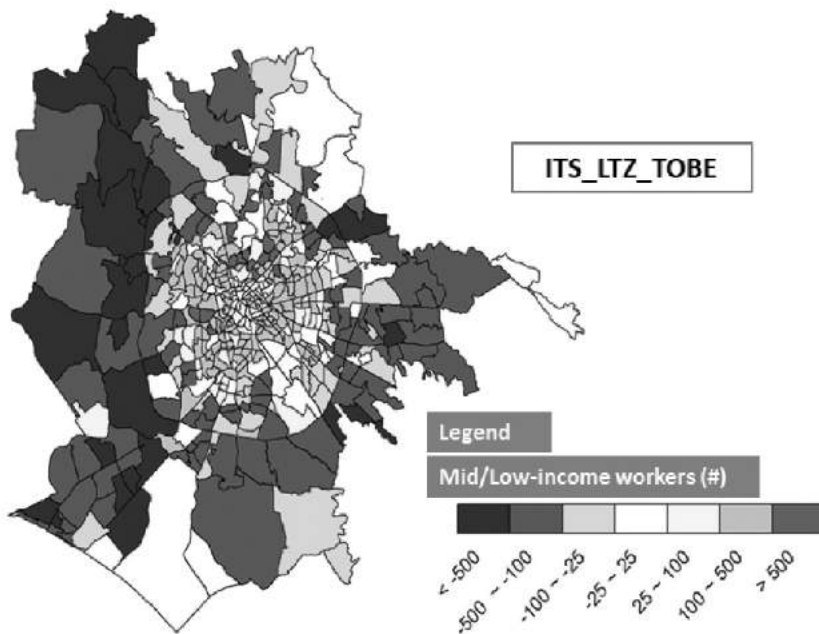 ITS_LTZ_TOBE
Legend
Mid/Low-income workers (#)
< -500
-500 ~ -100
-100 ~ -25
-25 ~ 25
25 ~ 100
100 ~ 500
> 500